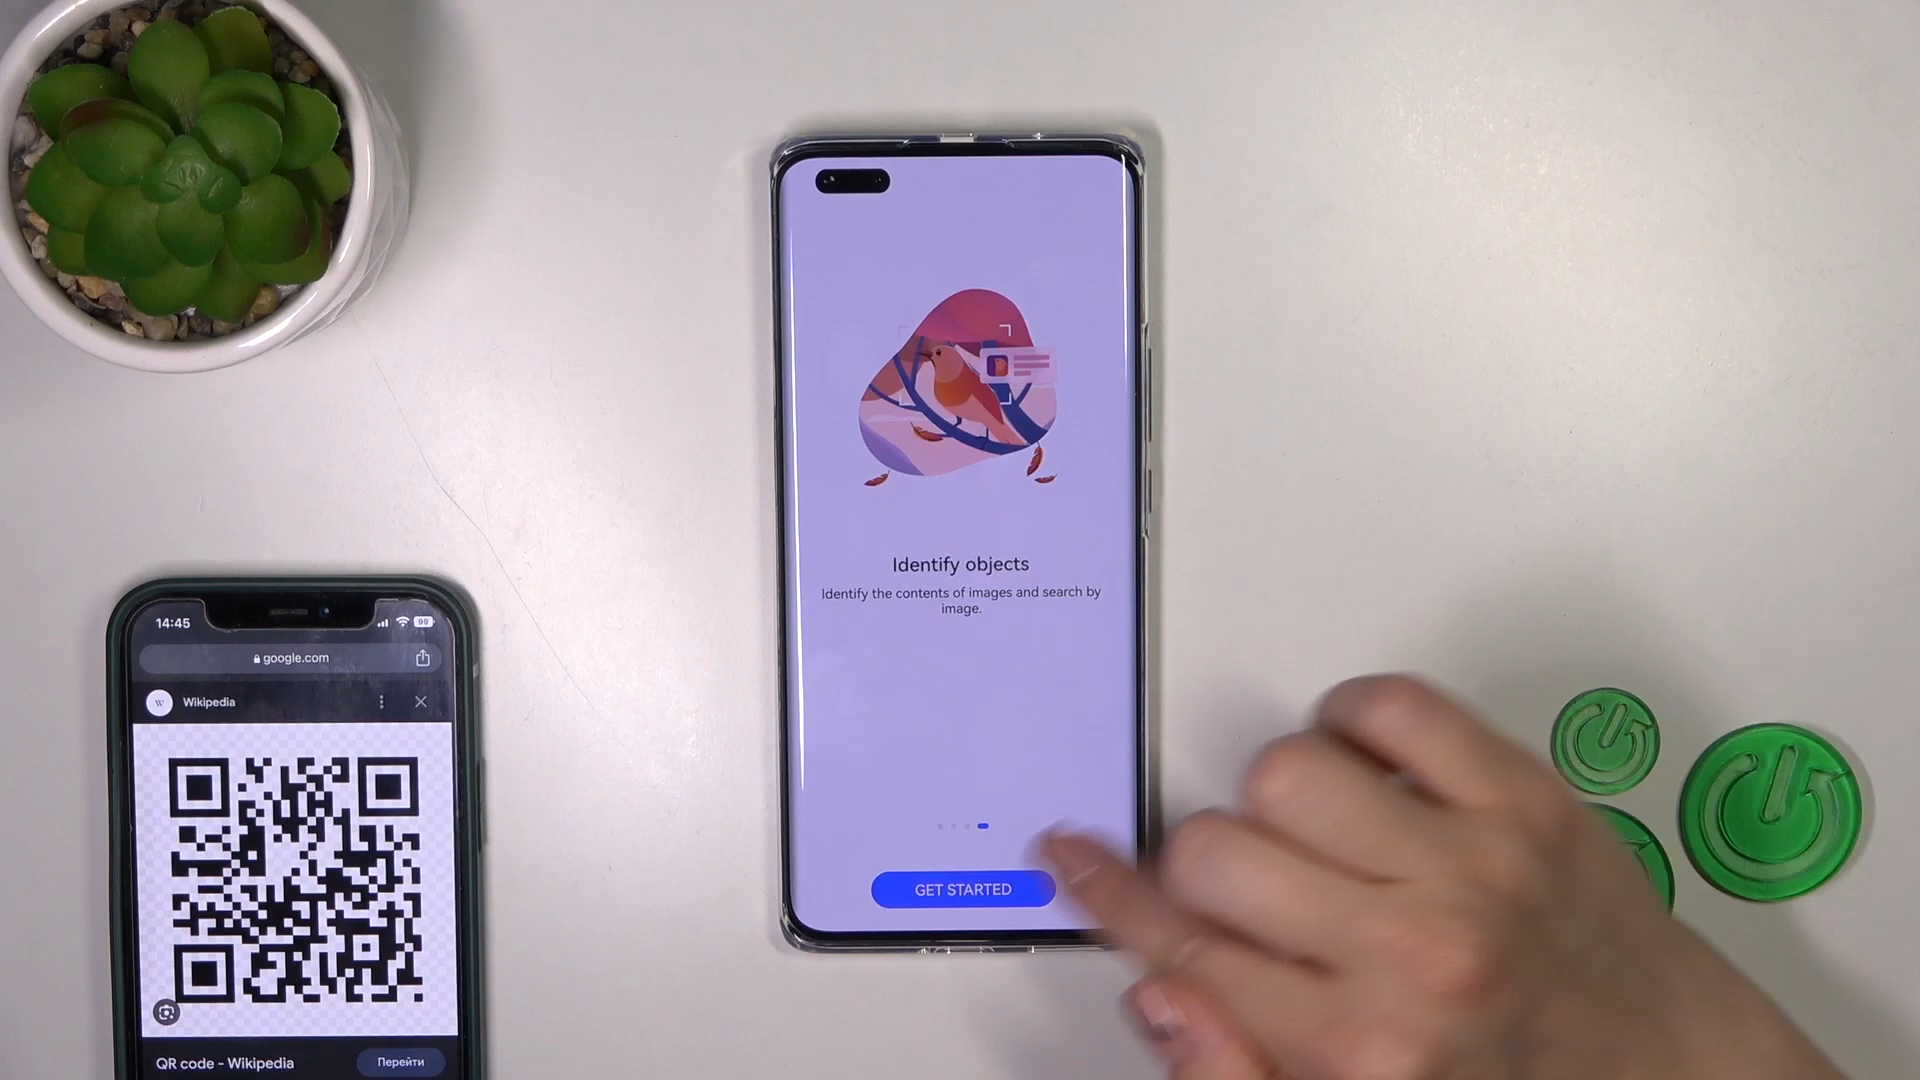 Identify objects
Identify the contents of images and search by
image.
GET STARTED
14:45
99
google.com
W
Wikipedia
QR code - Wikipedia
Перейти